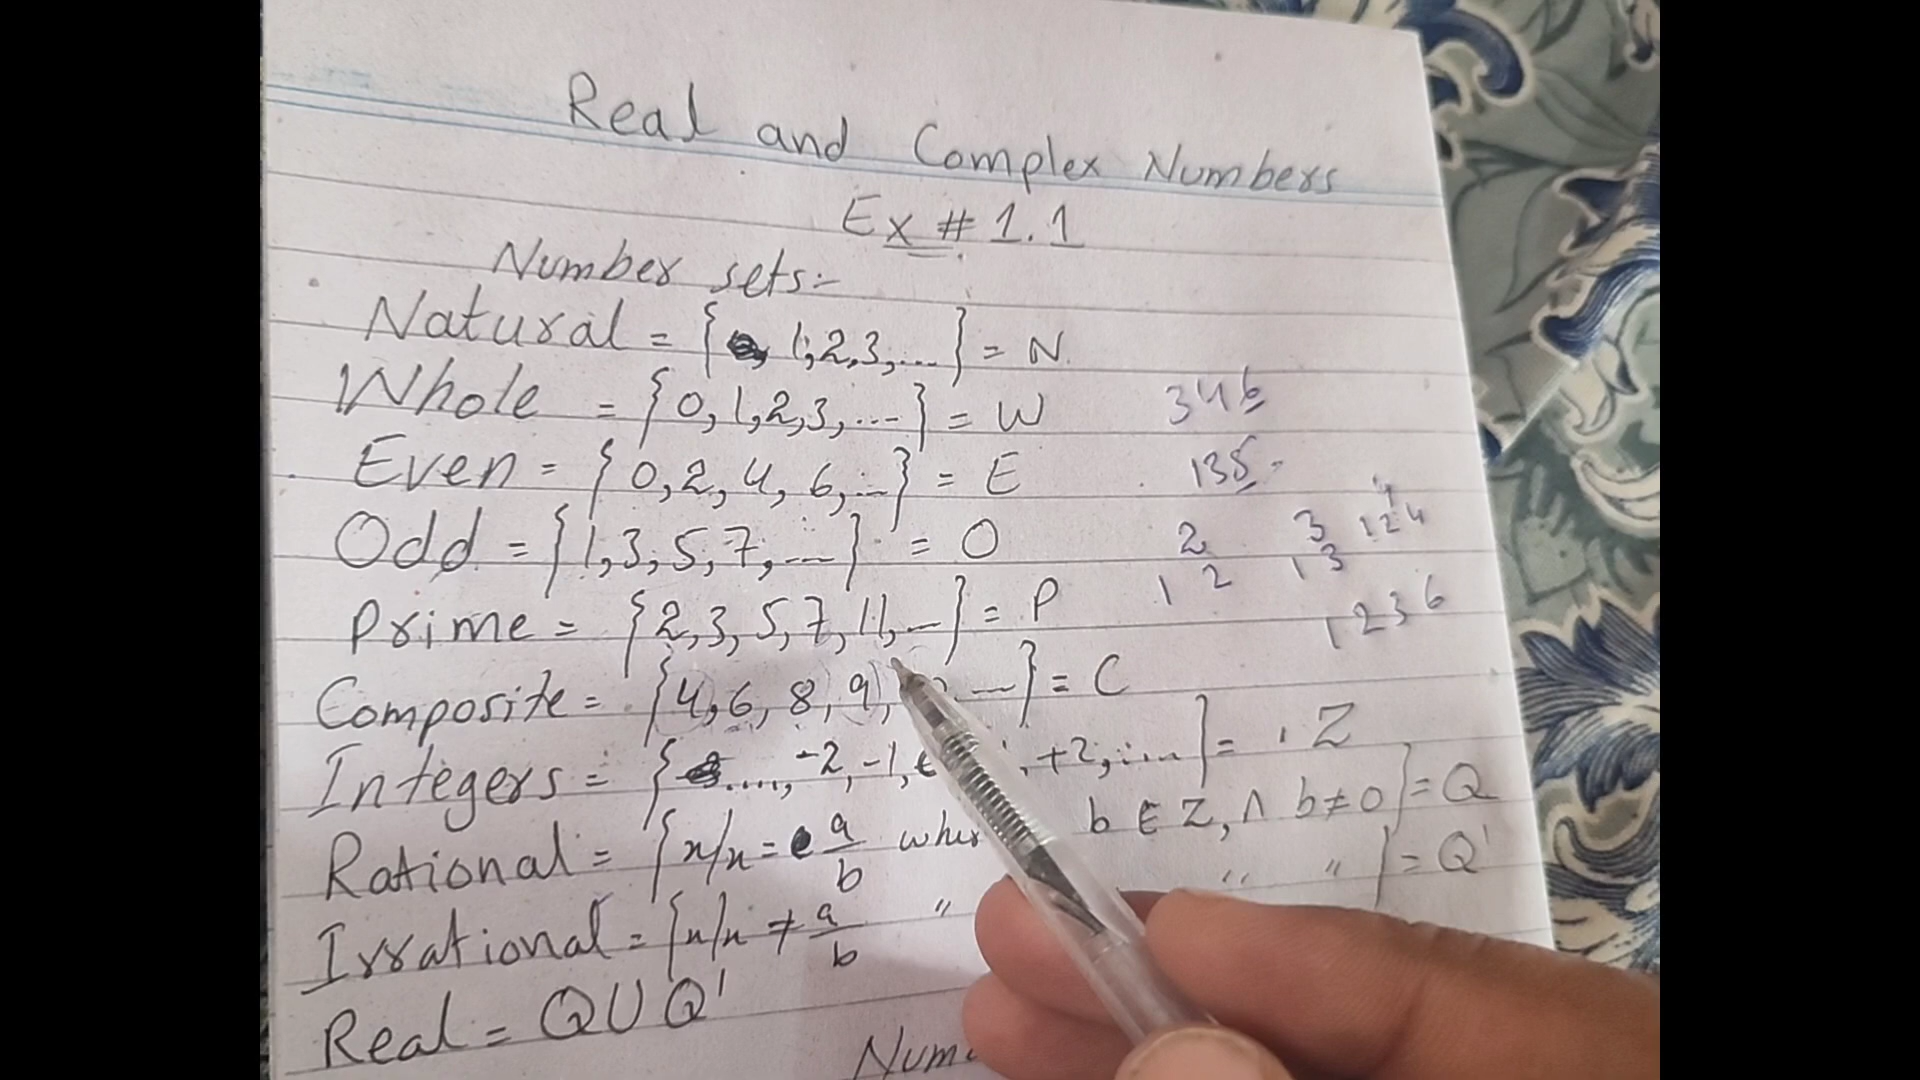 Real and Complex Numbers
Ex # 1.1
Number sets:-
Natural = { 1,2,3,... } = N
Whole = {0,1,2,3,...} = W
346
Even = {0,2,4,6,...} = E
135
Odd = {1,3,5,7,...} = O
2 3 4
1 2 1 3 1 2 4
Prime = {2,3,5,7,11,...} = P
1 2 3 6
Composite = {4,6,8,9, ...} = C
Integers = { ...., -2,-1, +2,....} = Z
Rational = {x/x = a/b b ∈ Z, ∧ b≠0} = Q
Irrational = {x/x ≠ a/b " " "} = Q'
Real = Q∪Q'